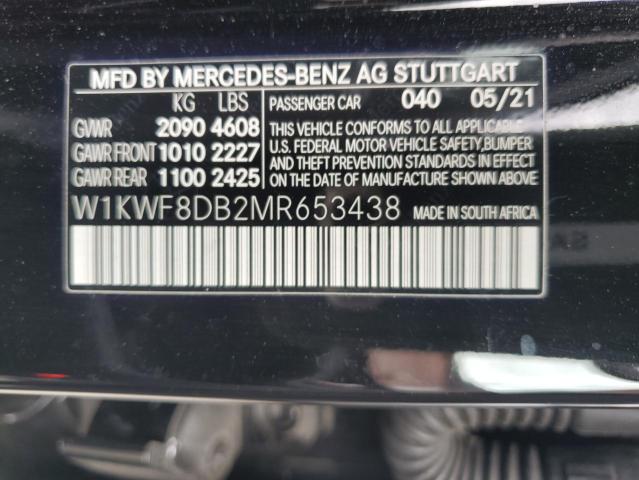 MFD BY MERCEDES-BENZ AG STUTTGART
KG LBS
GVWR 2090 4608
GAWR FRONT 1010 2227
GAWR REAR 1100 2425
PASSENGER CAR 040 05/21
THIS VEHICLE CONFORMS TO ALL APPLICABLE
U.S. FEDERAL MOTOR VEHICLE SAFETY, BUMPER
AND THEFT PREVENTION STANDARDS IN EFFECT
ON THE DATE OF MANUFACTURE SHOWN ABOVE.
W1KWF8DB2MR653438 MADE IN SOUTH AFRICA